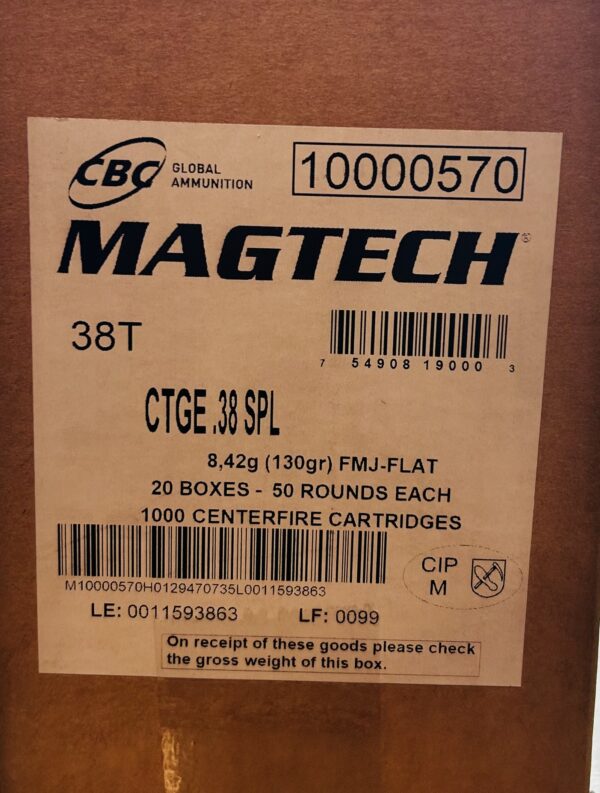 CBC GLOBAL
AMMUNITION
10000570
MAGTECH®
38T
7 54908 19000 3
CTGE .38 SPL
8,42g (130gr) FMJ-FLAT
20 BOXES - 50 ROUNDS EACH
1000 CENTERFIRE CARTRIDGES
M10000570H0129470735L0011593863
CIP
M
LE: 0011593863 LF: 0099
On receipt of these goods please check
the gross weight of this box.